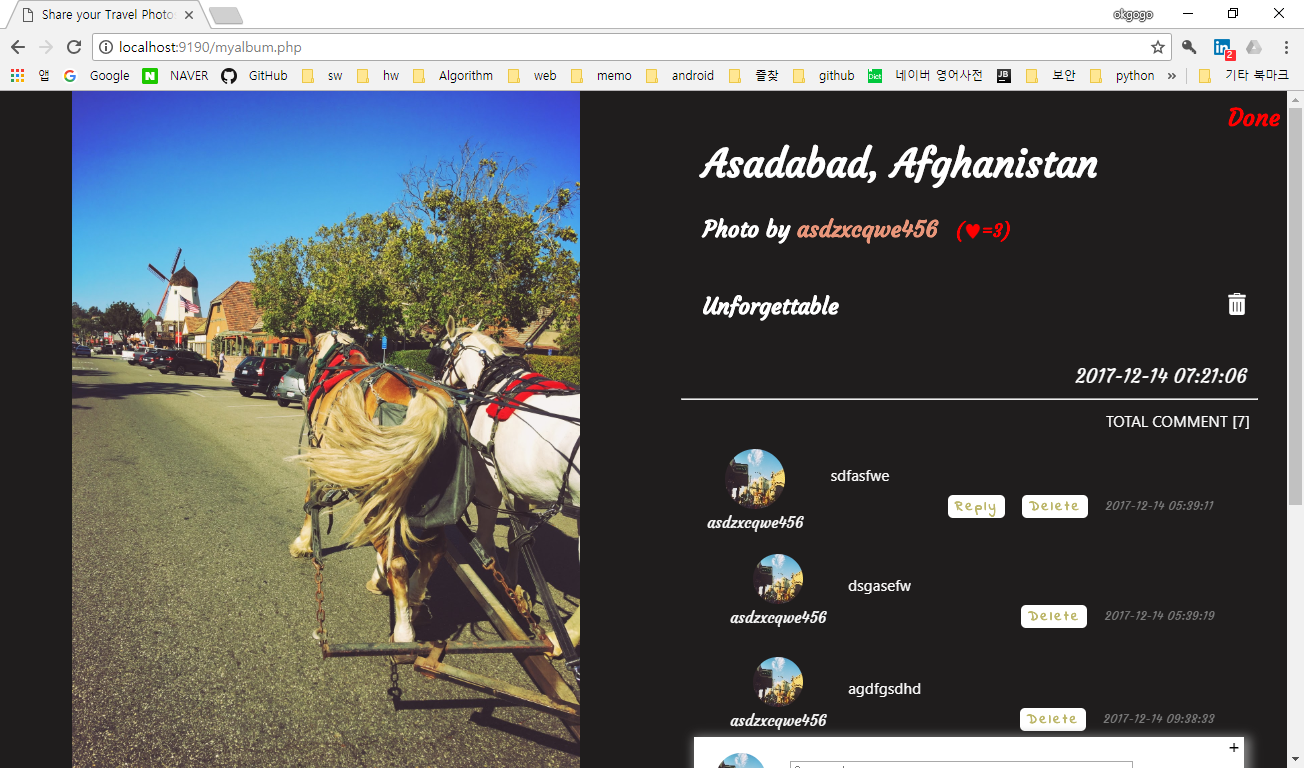 Share your Travel Photo
okgogo
localhost:9190/myalbum.php
2
앱 Google NAVER GitHub sw hw Algorithm web memo android 즐찾 github Dict 네이버 영어사전 JB 보안 python » 기타 북마크
Done
Asadabad, Afghanistan
Photo by asdzxcqwe456 (♥=3)
Unforgettable
2017-12-14 07:21:06
TOTAL COMMENT [7]
sdfasfwe
Reply Delete 2017-12-14 05:39:11
asdzxcqwe456
dsgasefw
Delete 2017-12-14 05:39:19
asdzxcqwe456
agdfgsdhd
Delete 2017-12-14 09:38:33
asdzxcqwe456
+